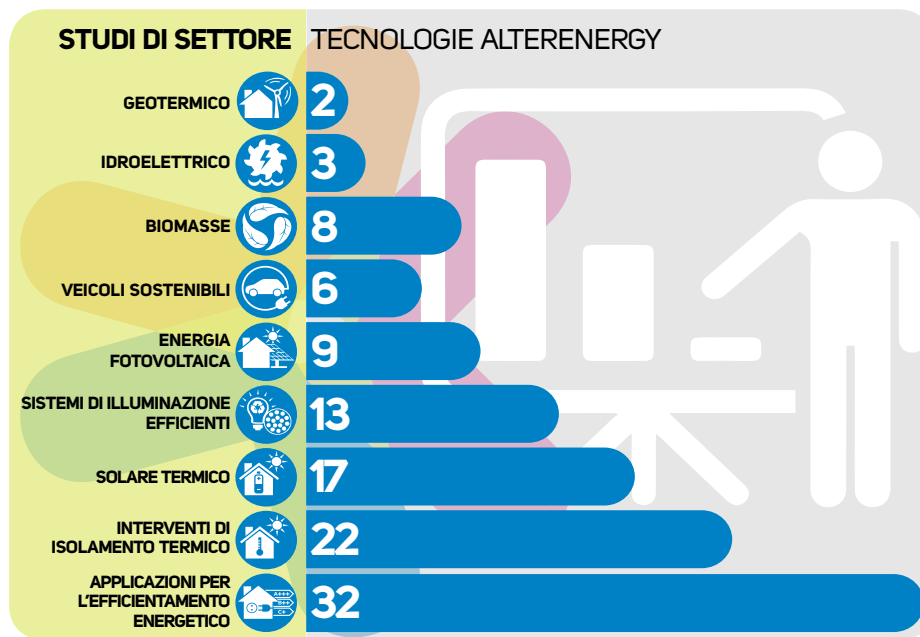 STUDI DI SETTORE TECNOLOGIE ALTERENERGY
GEOTERMICO 2
IDROELETTRICO 3
BIOMASSE 8
VEICOLI SOSTENIBILI 6
ENERGIA
FOTOVOLTAICA 9
SISTEMI DI ILLUMINAZIONE
EFFICIENTI 13
SOLARE TERMICO 17
INTERVENTI DI
ISOLAMENTO TERMICO 22
APPLICAZIONI PER
L'EFFICIENTAMENTO
ENERGETICO 32
A+++
B++
C+